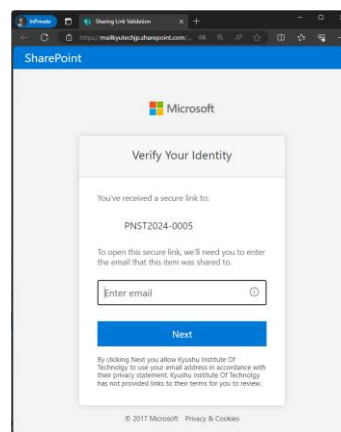 InPrivate
Sharing Link Validation
https://mailkyutechjp.sharepoint.com/...
SharePoint
Microsoft
Verify Your Identity
You've received a secure link to:
PNST2024-0005
To open this secure link, we'll need you to enter
the email that this item was shared to.
Enter email
Next
By clicking Next you allow Kyushu Institute Of
Technolgy to use your email address in accordance with
their privacy statement. Kyushu Institute Of Technolgy
has not provided links to their terms for you to review.
© 2017 Microsoft Privacy & Cookies